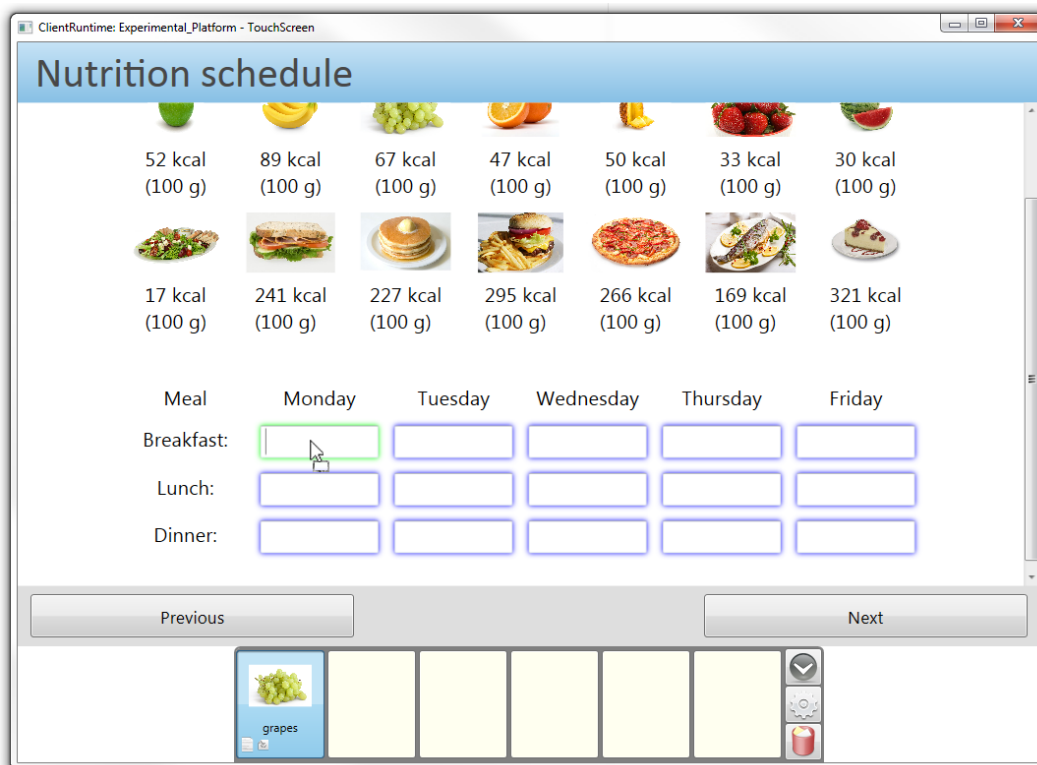 ClientRuntime: Experimental_Platform - TouchScreen
Nutrition schedule
52 kcal 89 kcal 67 kcal 47 kcal 50 kcal 33 kcal 30 kcal
(100 g) (100 g) (100 g) (100 g) (100 g) (100 g) (100 g)
17 kcal 241 kcal 227 kcal 295 kcal 266 kcal 169 kcal 321 kcal
(100 g) (100 g) (100 g) (100 g) (100 g) (100 g) (100 g)
Meal Monday Tuesday Wednesday Thursday Friday
Breakfast:
Lunch:
Dinner:
Previous Next
grapes